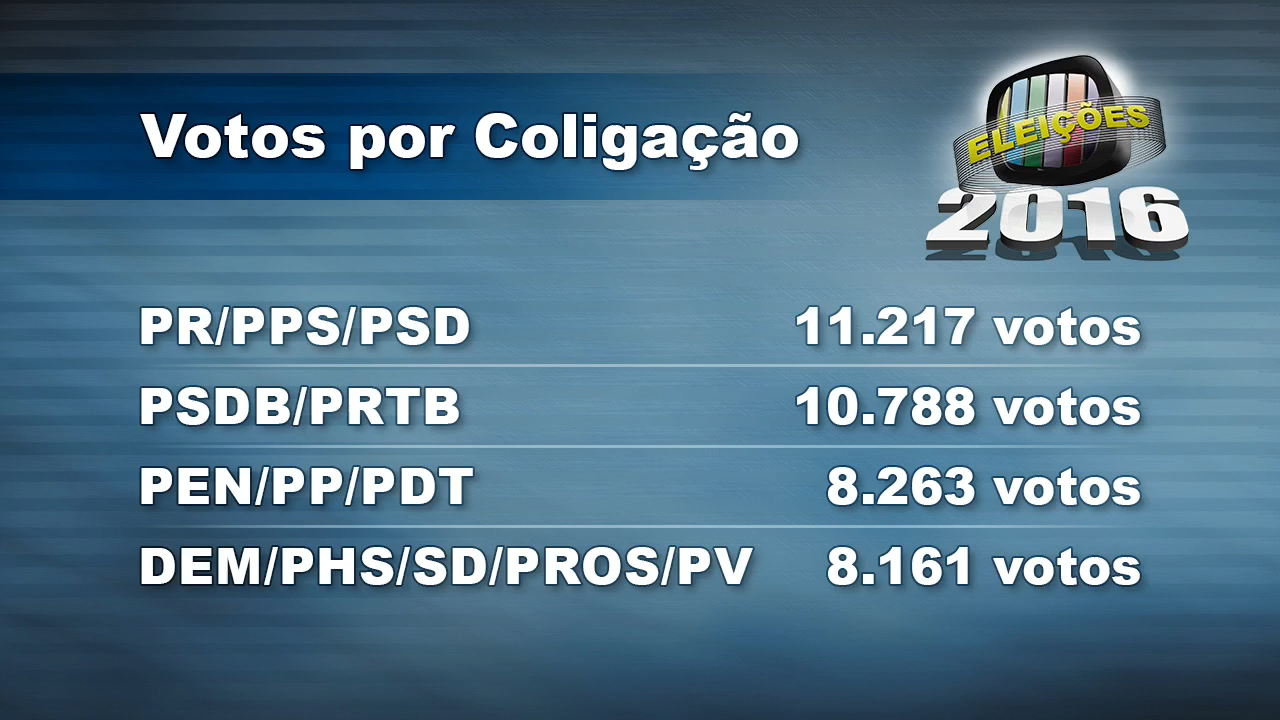 Votos por Coligação
ELEIÇÕES
2016
PR/PPS/PSD 11.217 votos
PSDB/PRTB 10.788 votos
PEN/PP/PDT 8.263 votos
DEM/PHS/SD/PROS/PV 8.161 votos